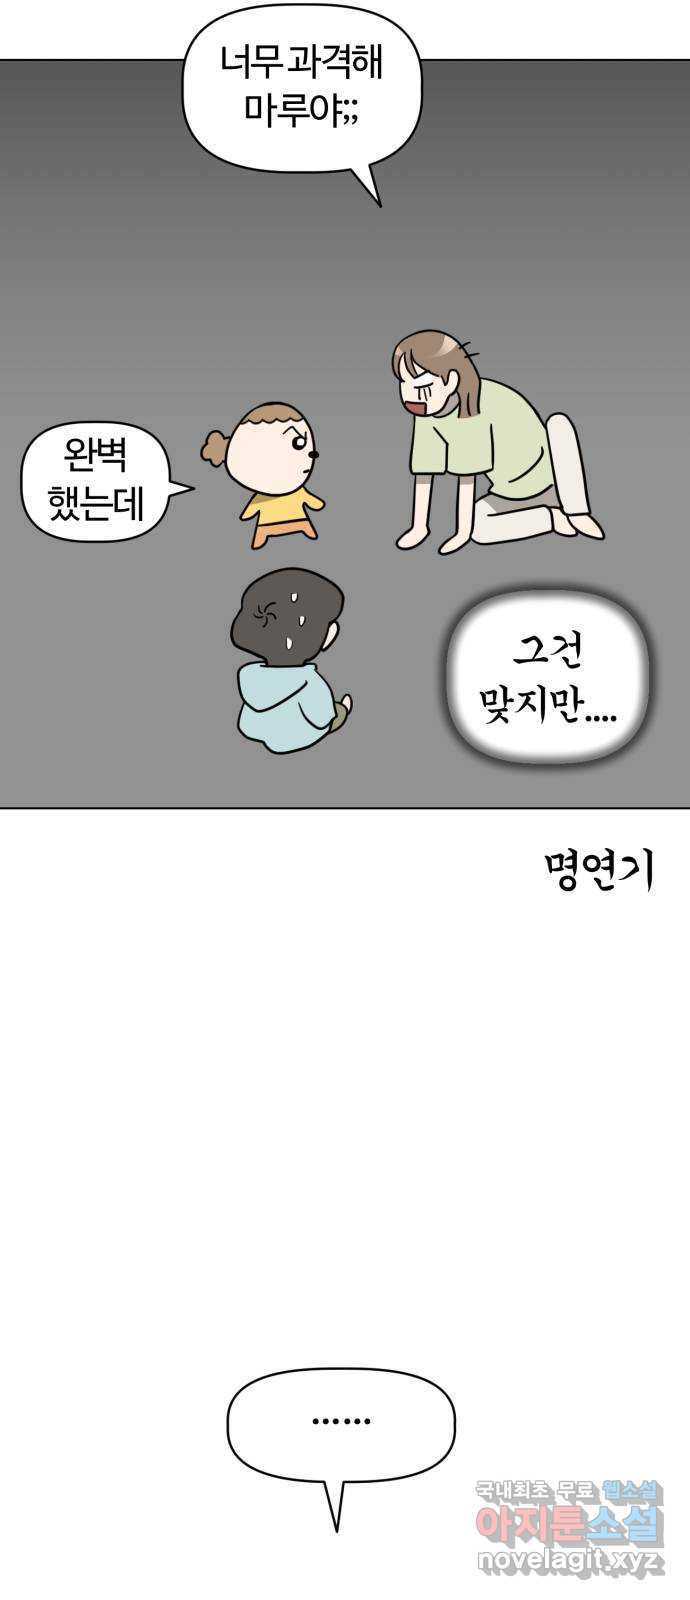 너무 과격해
마루야;;
완벽
했는데
그건
맞지만....
명연기
......
국내최초 무료 웹소설
아지툰소설
novelagit.xyz